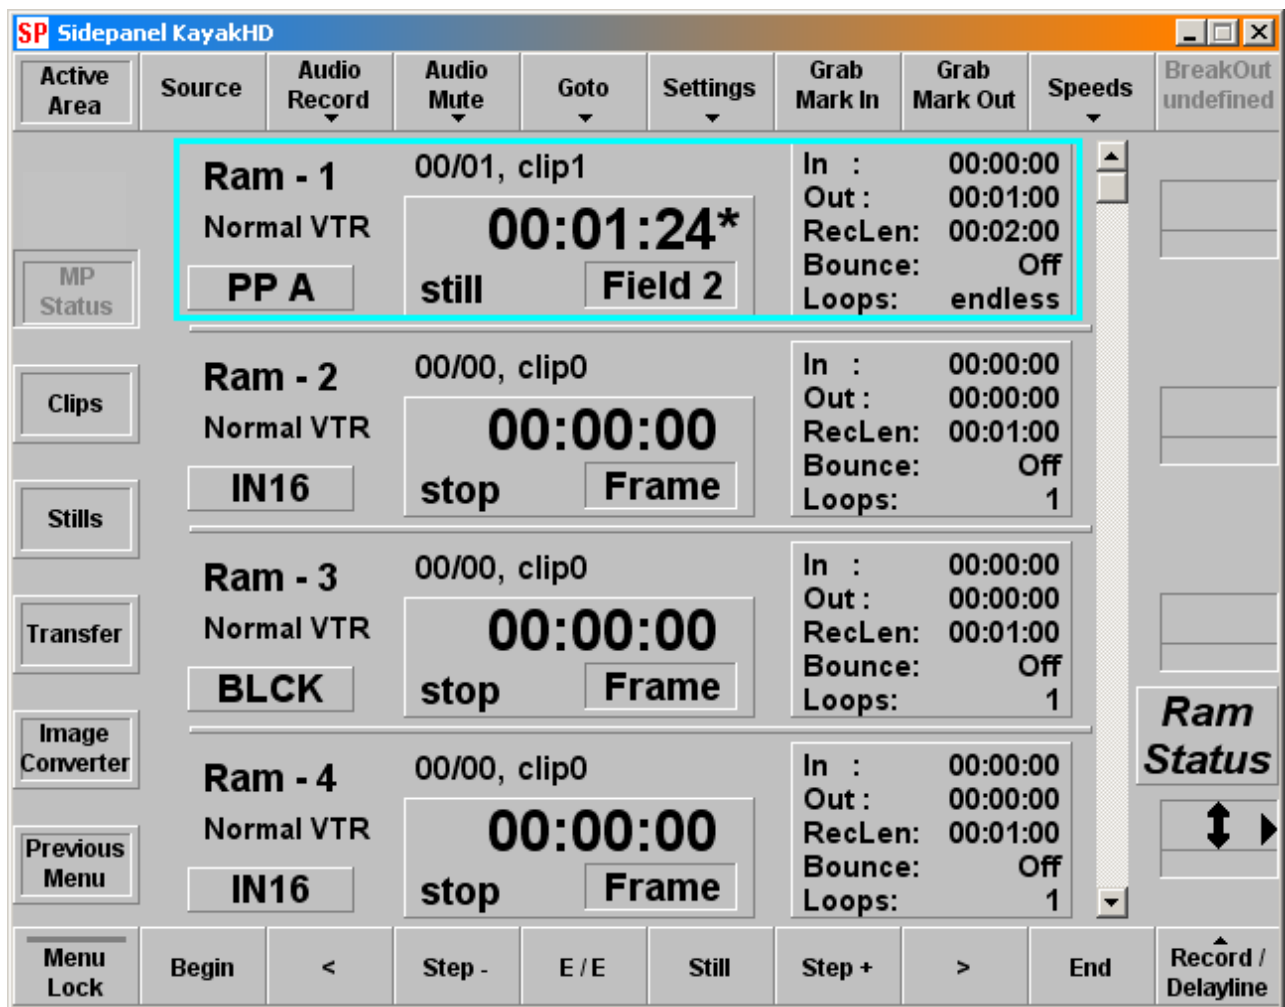 SP Sidepanel KayakHD
Active Area
Source
Audio Record
Audio Mute
Goto
Settings
Grab Mark In
Grab Mark Out
Speeds
BreakOut undefined
MP Status
Clips
Stills
Transfer
Image Converter
Previous Menu
Ram - 1
Normal VTR
PP A
00/01, clip1
00:01:24*
still
Field 2
In : 00:00:00
Out : 00:01:00
RecLen: 00:02:00
Bounce: Off
Loops: endless
Ram - 2
Normal VTR
IN16
00/00, clip0
00:00:00
stop
Frame
In : 00:00:00
Out : 00:00:00
RecLen: 00:01:00
Bounce: Off
Loops: 1
Ram - 3
Normal VTR
BLCK
00/00, clip0
00:00:00
stop
Frame
In : 00:00:00
Out : 00:00:00
RecLen: 00:01:00
Bounce: Off
Loops: 1
Ram - 4
Normal VTR
IN16
00/00, clip0
00:00:00
stop
Frame
In : 00:00:00
Out : 00:00:00
RecLen: 00:01:00
Bounce: Off
Loops: 1
Ram
Status
Menu Lock
Begin
<
Step -
E / E
Still
Step +
>
End
Record / Delayline